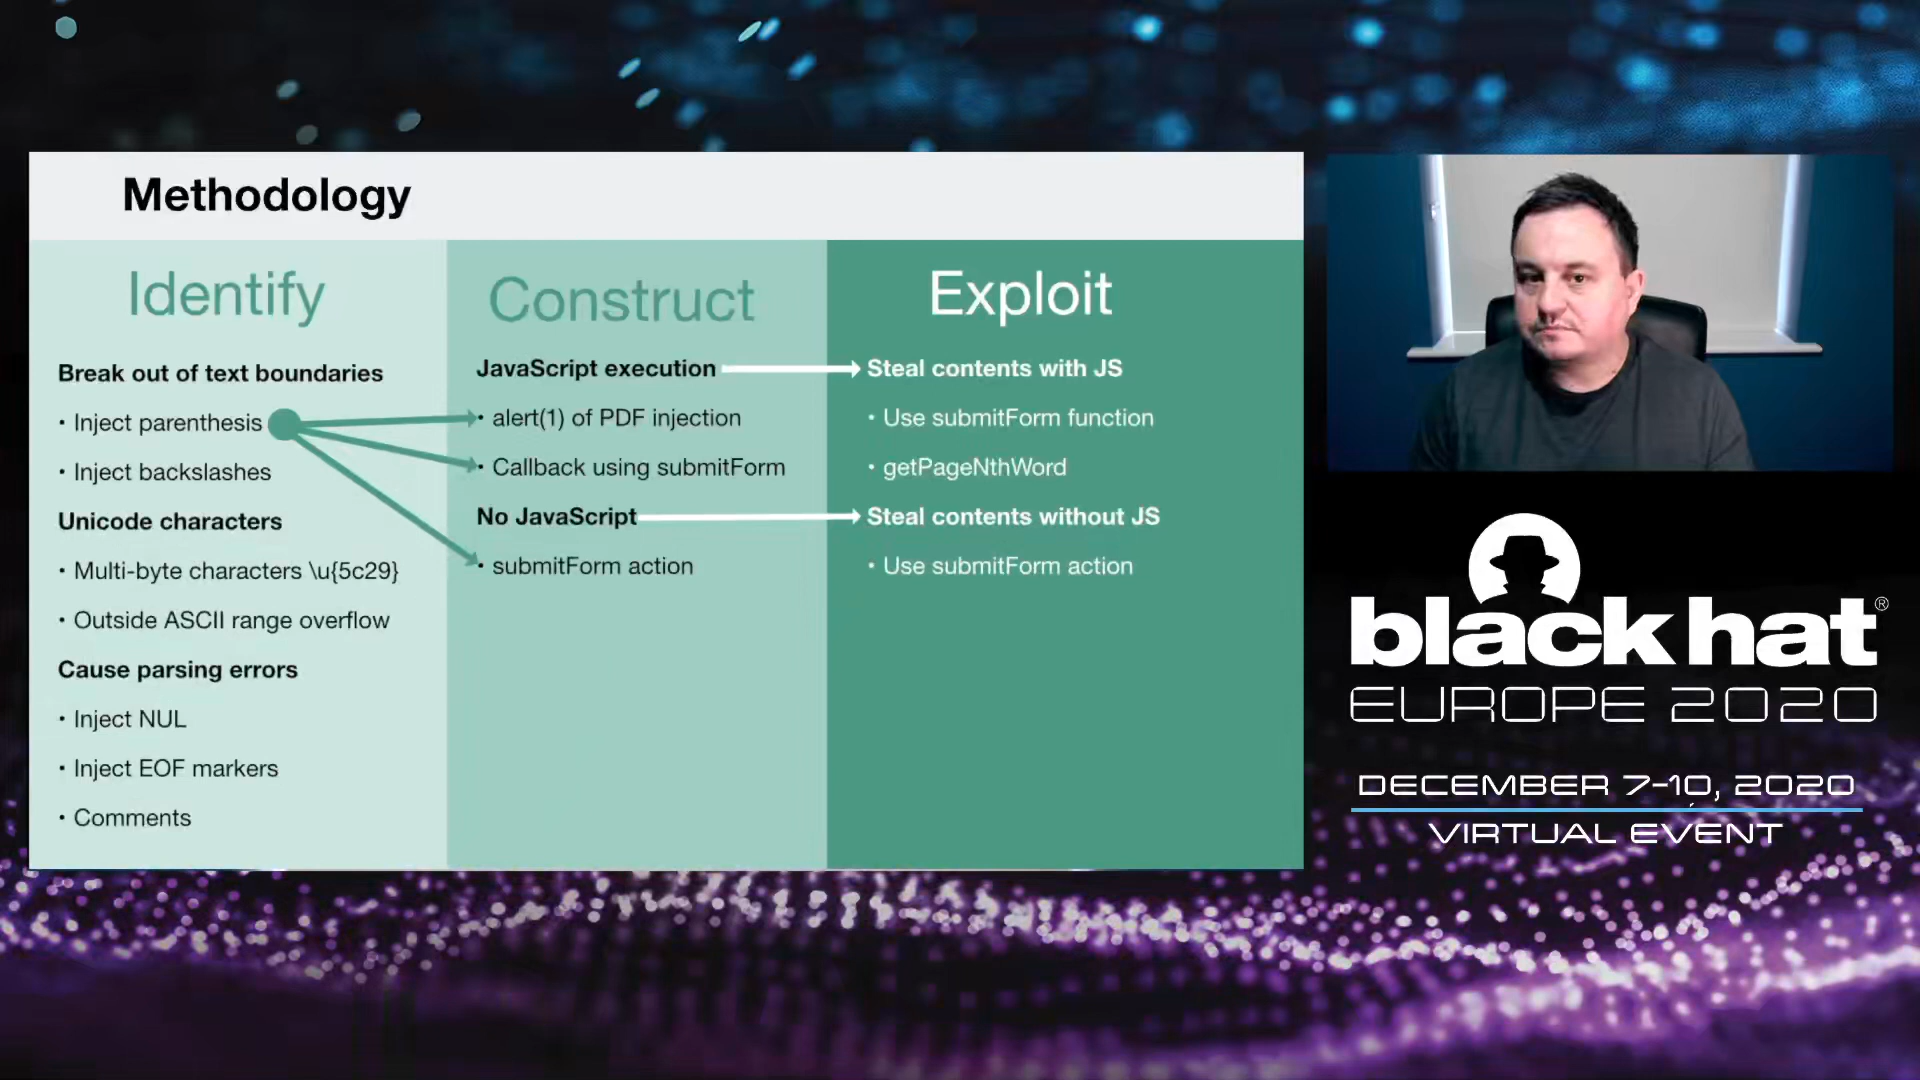 Methodology
Identify
Break out of text boundaries
• Inject parenthesis
• Inject backslashes
Unicode characters
• Multi-byte characters \u{5c29}
• Outside ASCII range overflow
Cause parsing errors
• Inject NUL
• Inject EOF markers
• Comments
Construct
JavaScript execution
• alert(1) of PDF injection
• Callback using submitForm
No JavaScript
• submitForm action
Exploit
Steal contents with JS
• Use submitForm function
• getPageNthWord
Steal contents without JS
• Use submitForm action
black hat®
EUROPE 2020
DECEMBER 7-10, 2020
VIRTUAL EVENT